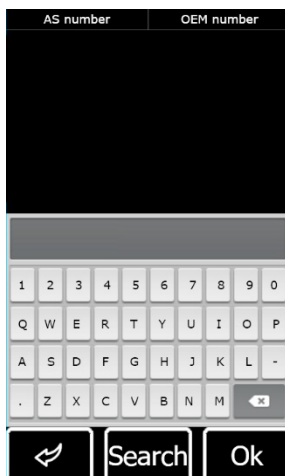 AS number OEM number
1 2 3 4 5 6 7 8 9 0
Q W E R T Y U I O P
A S D F G H J K L -
. Z X C V B N M
Search Ok